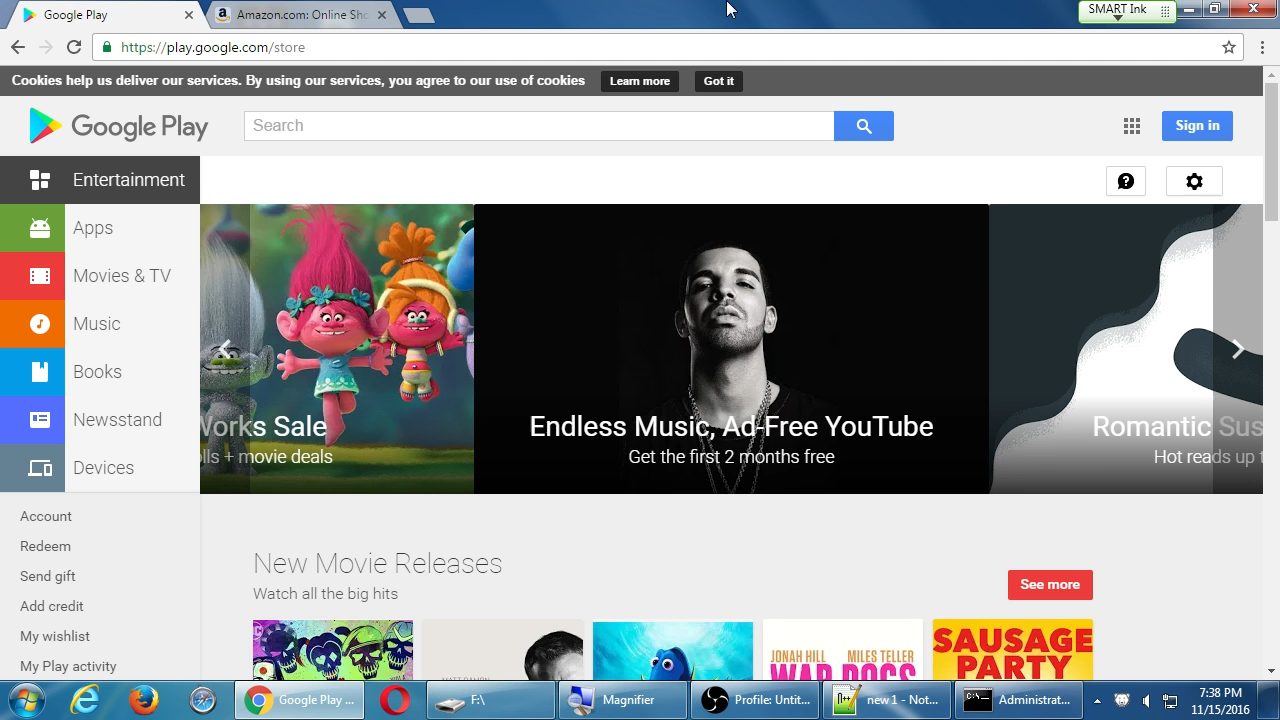 Google Play
Amazon.com: Online Sho
SMART Ink
https://play.google.com/store
Cookies help us deliver our services. By using our services, you agree to our use of cookies
Learn more
Got it
Google Play
Search
Sign in
Entertainment
Apps
Movies & TV
Music
Books
Newsstand
Devices
Account
Redeem
Send gift
Add credit
My wishlist
My Play activity
Works Sale
olls + movie deals
Endless Music, Ad-Free YouTube
Get the first 2 months free
Romantic Sus
Hot reads up t
New Movie Releases
Watch all the big hits
See more
MATT DAMON
JONAH HILL MILES TELLER
WAR DOGS
SAUSAGE
PARTY
Google Play ...
F:\
Magnifier
Profile: Untit...
new 1 - Not...
Administrat...
7:38 PM
11/15/2016